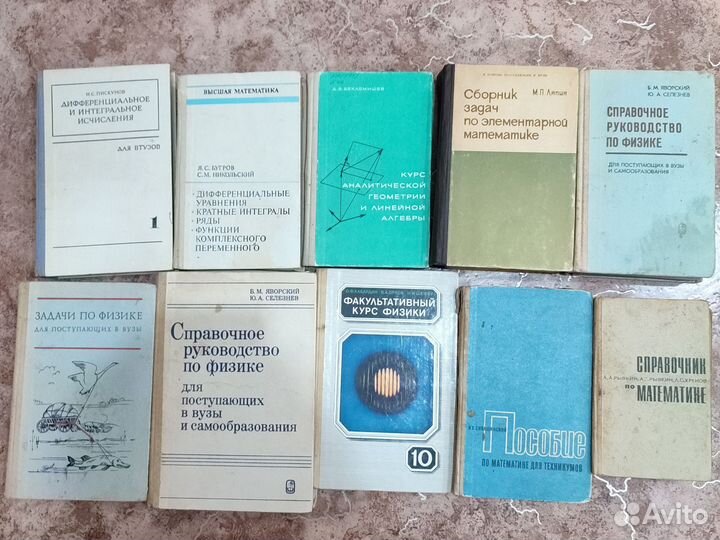 Н.С. ПИСКУНОВ
ДИФФЕРЕНЦИАЛЬНОЕ
И ИНТЕГРАЛЬНОЕ
ИСЧИСЛЕНИЯ
ДЛЯ ВТУЗОВ
1
ВЫСШАЯ МАТЕМАТИКА
Я.С. БУГРОВ
С.М. НИКОЛЬСКИЙ
• ДИФФЕРЕНЦИАЛЬНЫЕ
УРАВНЕНИЯ
• КРАТНЫЕ ИНТЕГРАЛЫ
• РЯДЫ
• ФУНКЦИИ
КОМПЛЕКСНОГО
ПЕРЕМЕННОГО
Д.В. БЕКЛЕМИШЕВ
КУРС
АНАЛИТИЧЕСКОЙ
ГЕОМЕТРИИ
И ЛИНЕЙНОЙ
АЛГЕБРЫ
М.П. Ляпин
Сборник
задач
по элементарной
математике
Б. М. ЯВОРСКИЙ
Ю. А. СЕЛЕЗНЕВ
СПРАВОЧНОЕ
РУКОВОДСТВО
ПО ФИЗИКЕ
ДЛЯ ПОСТУПАЮЩИХ В ВУЗЫ
И САМООБРАЗОВАНИЯ
ЗАДАЧИ ПО ФИЗИКЕ
ДЛЯ ПОСТУПАЮЩИХ В ВУЗЫ
Б. М. ЯВОРСКИЙ
Ю. А. СЕЛЕЗНЕВ
Справочное
руководство
по физике
для
поступающих
в вузы
и самообразования
ФАКУЛЬТАТИВНЫЙ
КУРС ФИЗИКИ
10
Пособие
ПО МАТЕМАТИКЕ ДЛЯ ТЕХНИКУМОВ
СПРАВОЧНИК
ПО
МАТЕМАТИКЕ
Avito